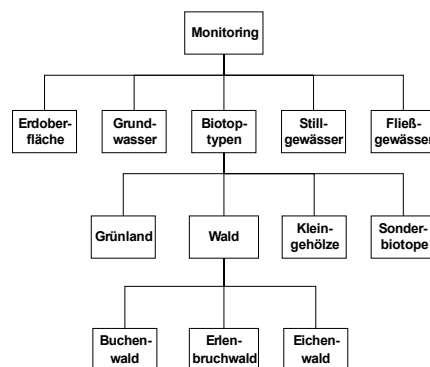 Monitoring
Erdober-
fläche
Grund-
wasser
Biotop-
typen
Still-
gewässer
Fließ-
gewässer
Grünland
Wald
Klein-
gehölze
Sonder-
biotope
Buchen-
wald
Erlen-
bruchwald
Eichen-
wald